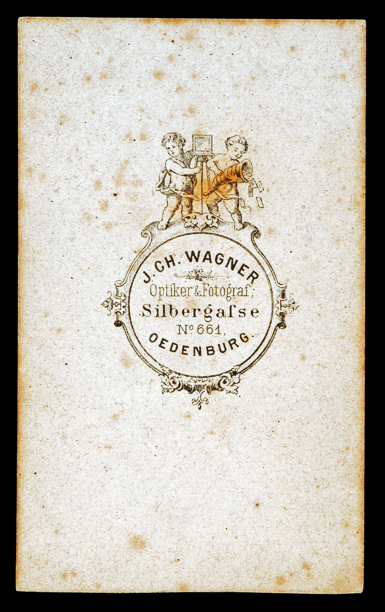 J. CH. WAGNER
Optiker & Fotograf,
Silbergaſse
Nº 661,
OEDENBURG.